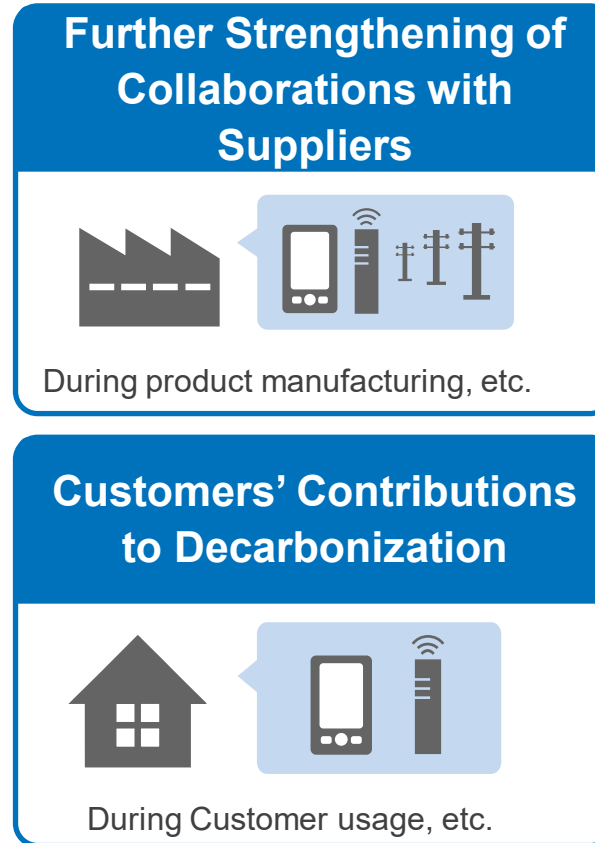 Further Strengthening of
Collaborations with
Suppliers
During product manufacturing, etc.
Customers’ Contributions
to Decarbonization
During Customer usage, etc.